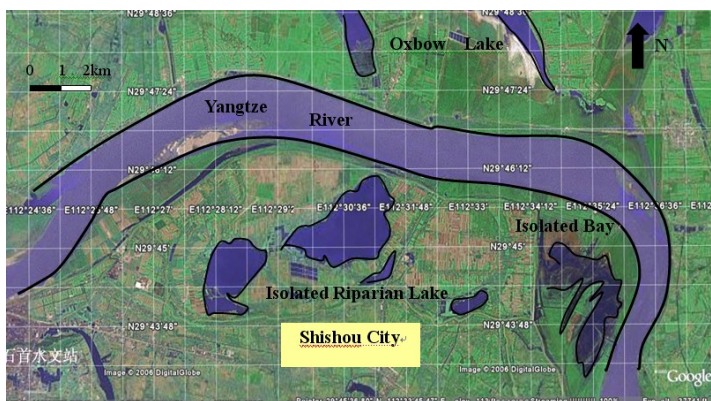 N29°48'36"
Oxbow Lake
N
0 1 2km
N29°47'24"
Yangtze River
N29°46'12"
E112°27' E112°28'12" E112°30'36" E112°31'48" E112°33' E112°34'12" E112°35'24" E112°36'36"
Isolated Bay
N29°45'
N29°45'
Isolated Riparian Lake
N29°43'48"
N29°43'48"
Shishou City
石首水文站
Image © 2006 DigitalGlobe
Image © 2006 DigitalGlobe
Google